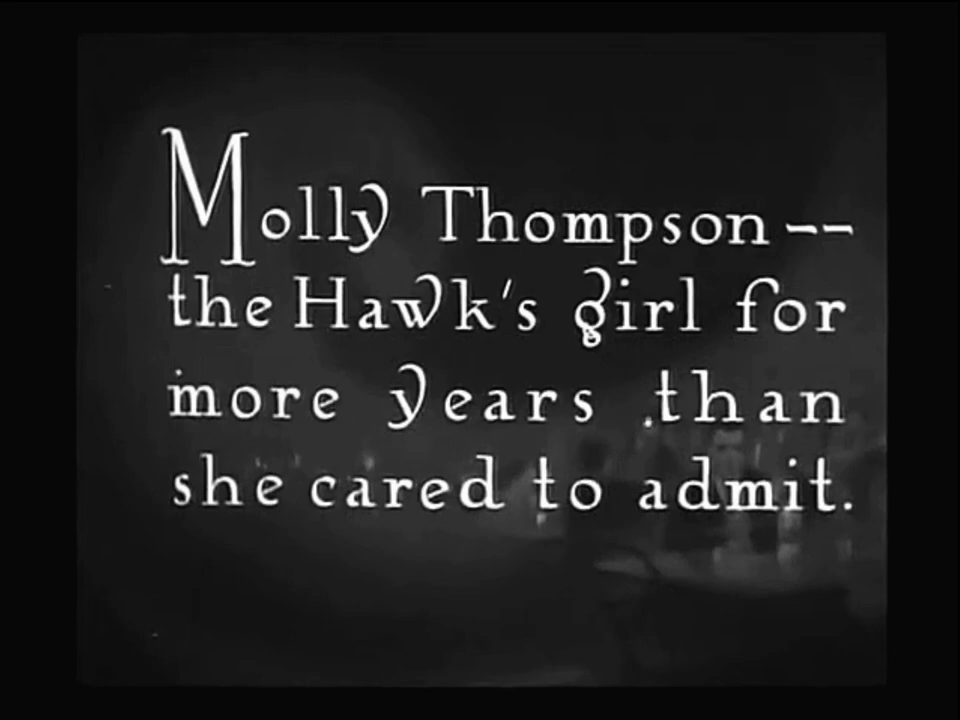 Molly Thompson --
the Hawk's girl for
more years than
she cared to admit.